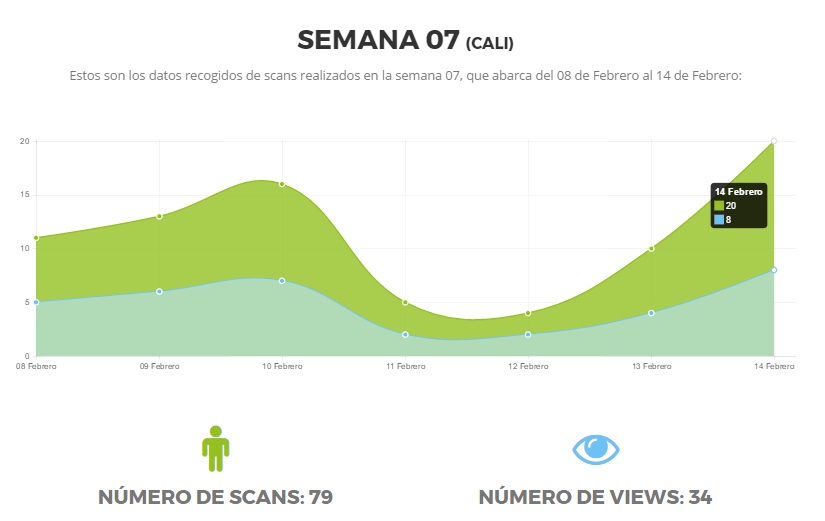 SEMANA 07 (CALI)
Estos son los datos recogidos de scans realizados en la semana 07, que abarca del 08 de Febrero al 14 de Febrero:
20
15
10
5
0
14 Febrero
20
8
08 Febrero 09 Febrero 10 Febrero 11 Febrero 12 Febrero 13 Febrero 14 Febrero
NÚMERO DE SCANS: 79 NÚMERO DE VIEWS: 34